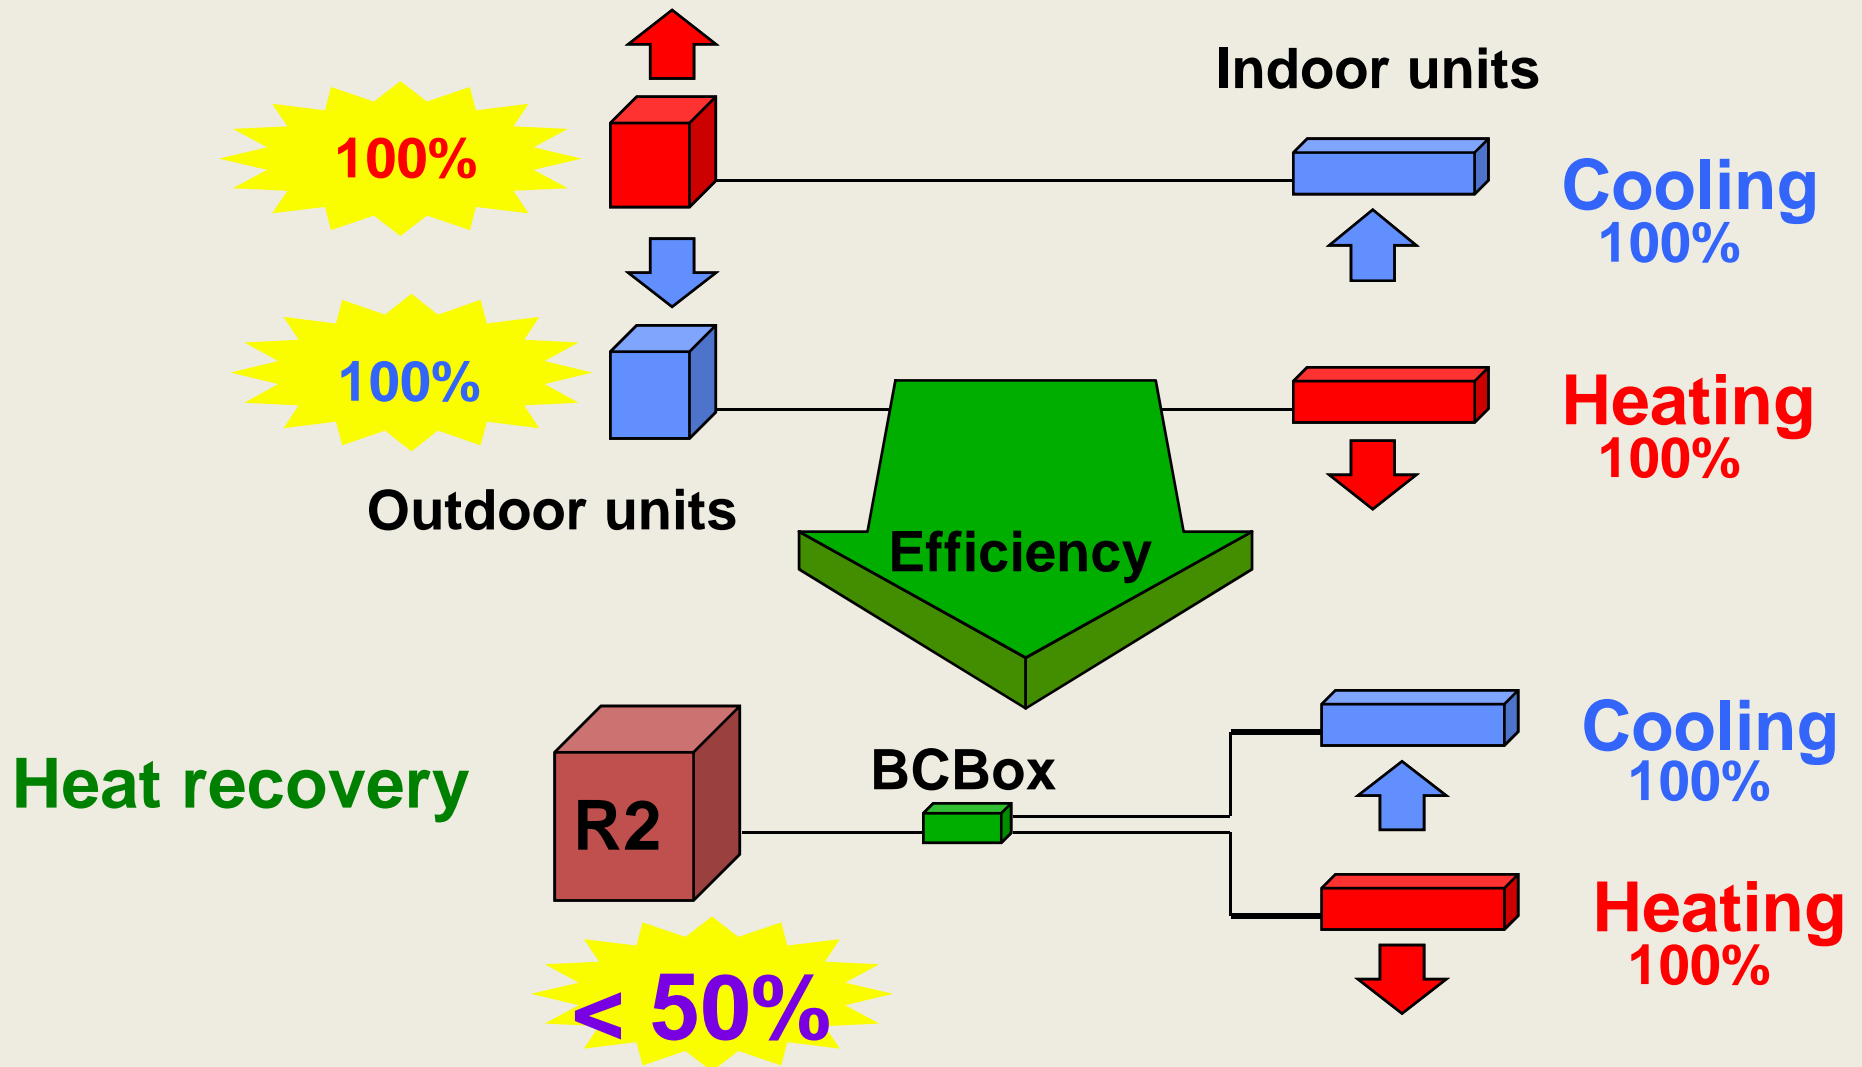 Indoor units
100%
Cooling
100%
100%
Heating
100%
Outdoor units
Efficiency
Heat recovery
R2
BCBox
Cooling
100%
Heating
100%
< 50%